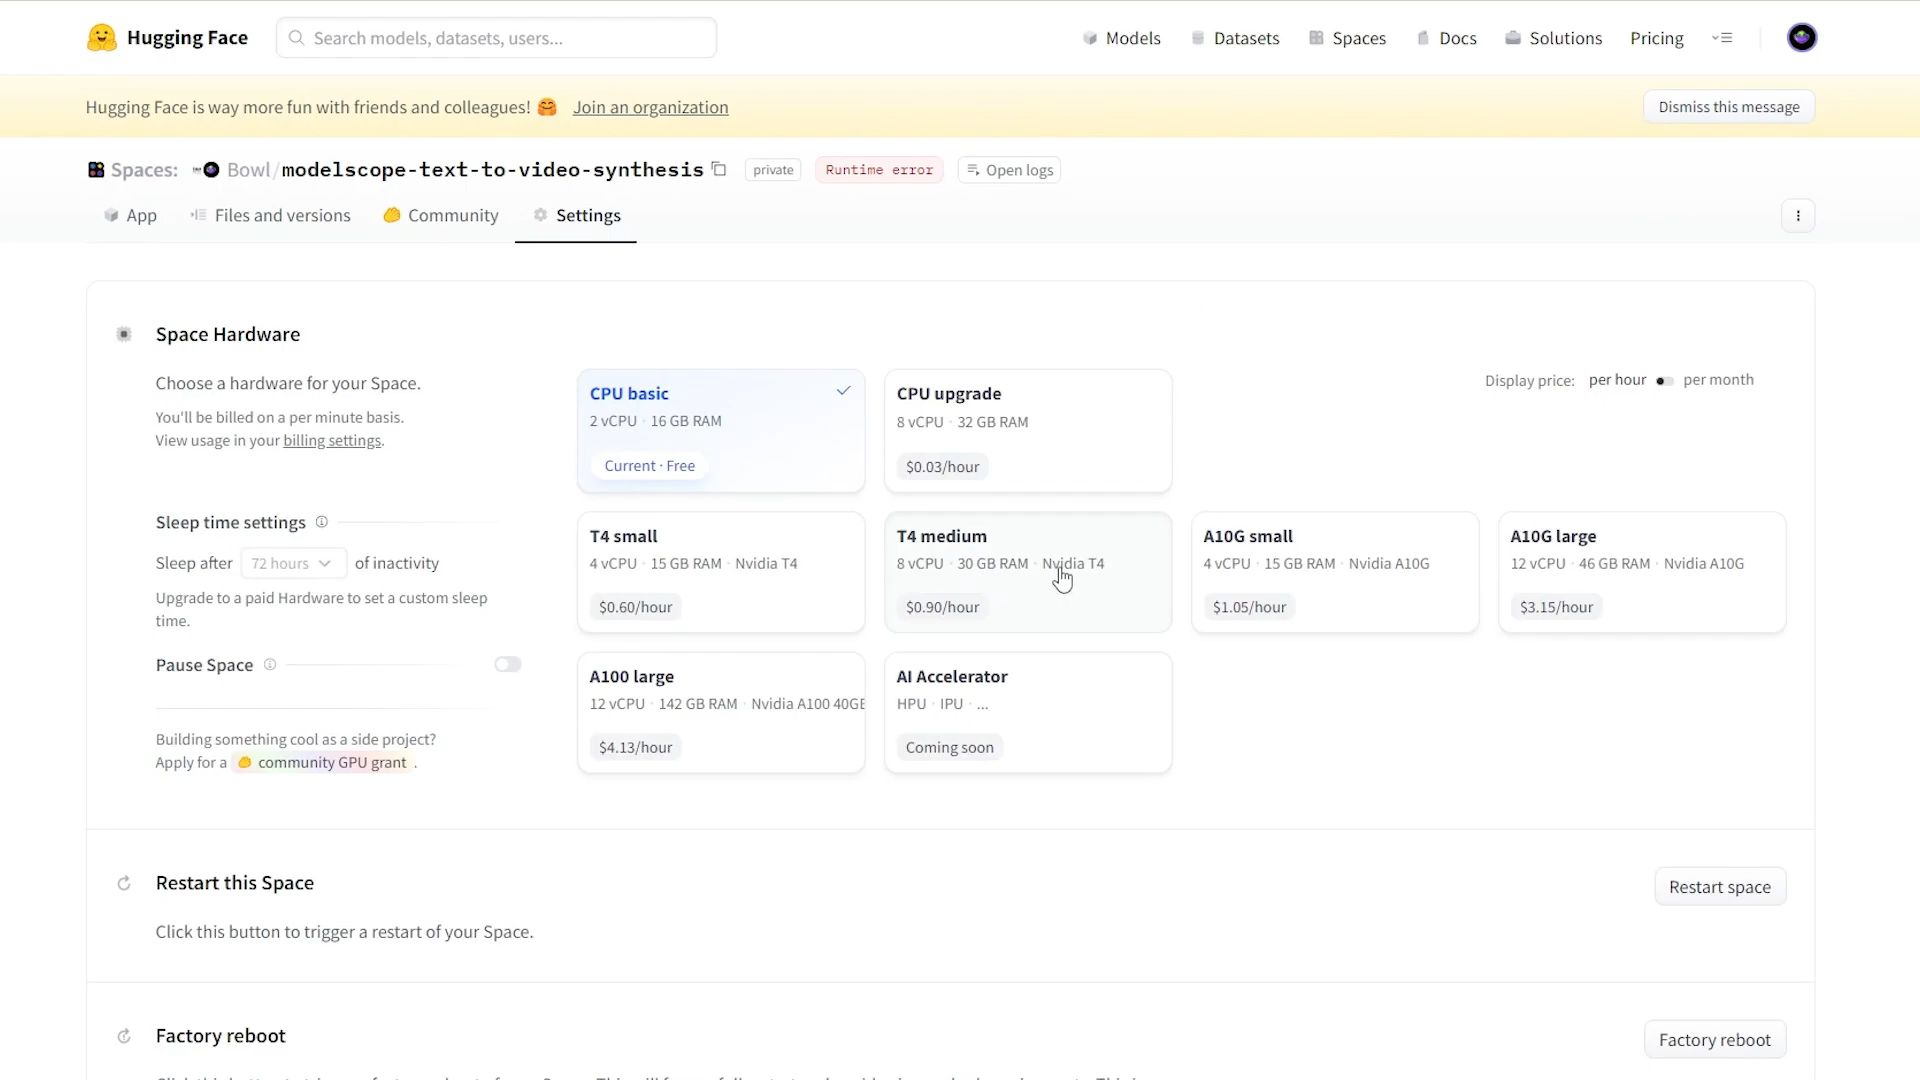 Hugging Face
Search models, datasets, users...
Models
Datasets
Spaces
Docs
Solutions
Pricing
Hugging Face is way more fun with friends and colleagues! 🤗 Join an organization
Dismiss this message
Spaces: Bowl/modelscope-text-to-video-synthesis private Runtime error Open logs
App
Files and versions
Community
Settings
Space Hardware
Choose a hardware for your Space.
You'll be billed on a per minute basis.
View usage in your billing settings.
Display price: per hour per month
CPU basic
2 vCPU · 16 GB RAM
Current · Free
CPU upgrade
8 vCPU · 32 GB RAM
$0.03/hour
Sleep time settings
Sleep after 72 hours of inactivity
Upgrade to a paid Hardware to set a custom sleep
time.
T4 small
4 vCPU · 15 GB RAM · Nvidia T4
$0.60/hour
T4 medium
8 vCPU · 30 GB RAM · Nvidia T4
$0.90/hour
A10G small
4 vCPU · 15 GB RAM · Nvidia A10G
$1.05/hour
A10G large
12 vCPU · 46 GB RAM · Nvidia A10G
$3.15/hour
Pause Space
A100 large
12 vCPU · 142 GB RAM · Nvidia A100 40GB
$4.13/hour
AI Accelerator
HPU · IPU · ...
Coming soon
Building something cool as a side project?
Apply for a community GPU grant .
Restart this Space
Restart space
Click this button to trigger a restart of your Space.
Factory reboot
Factory reboot